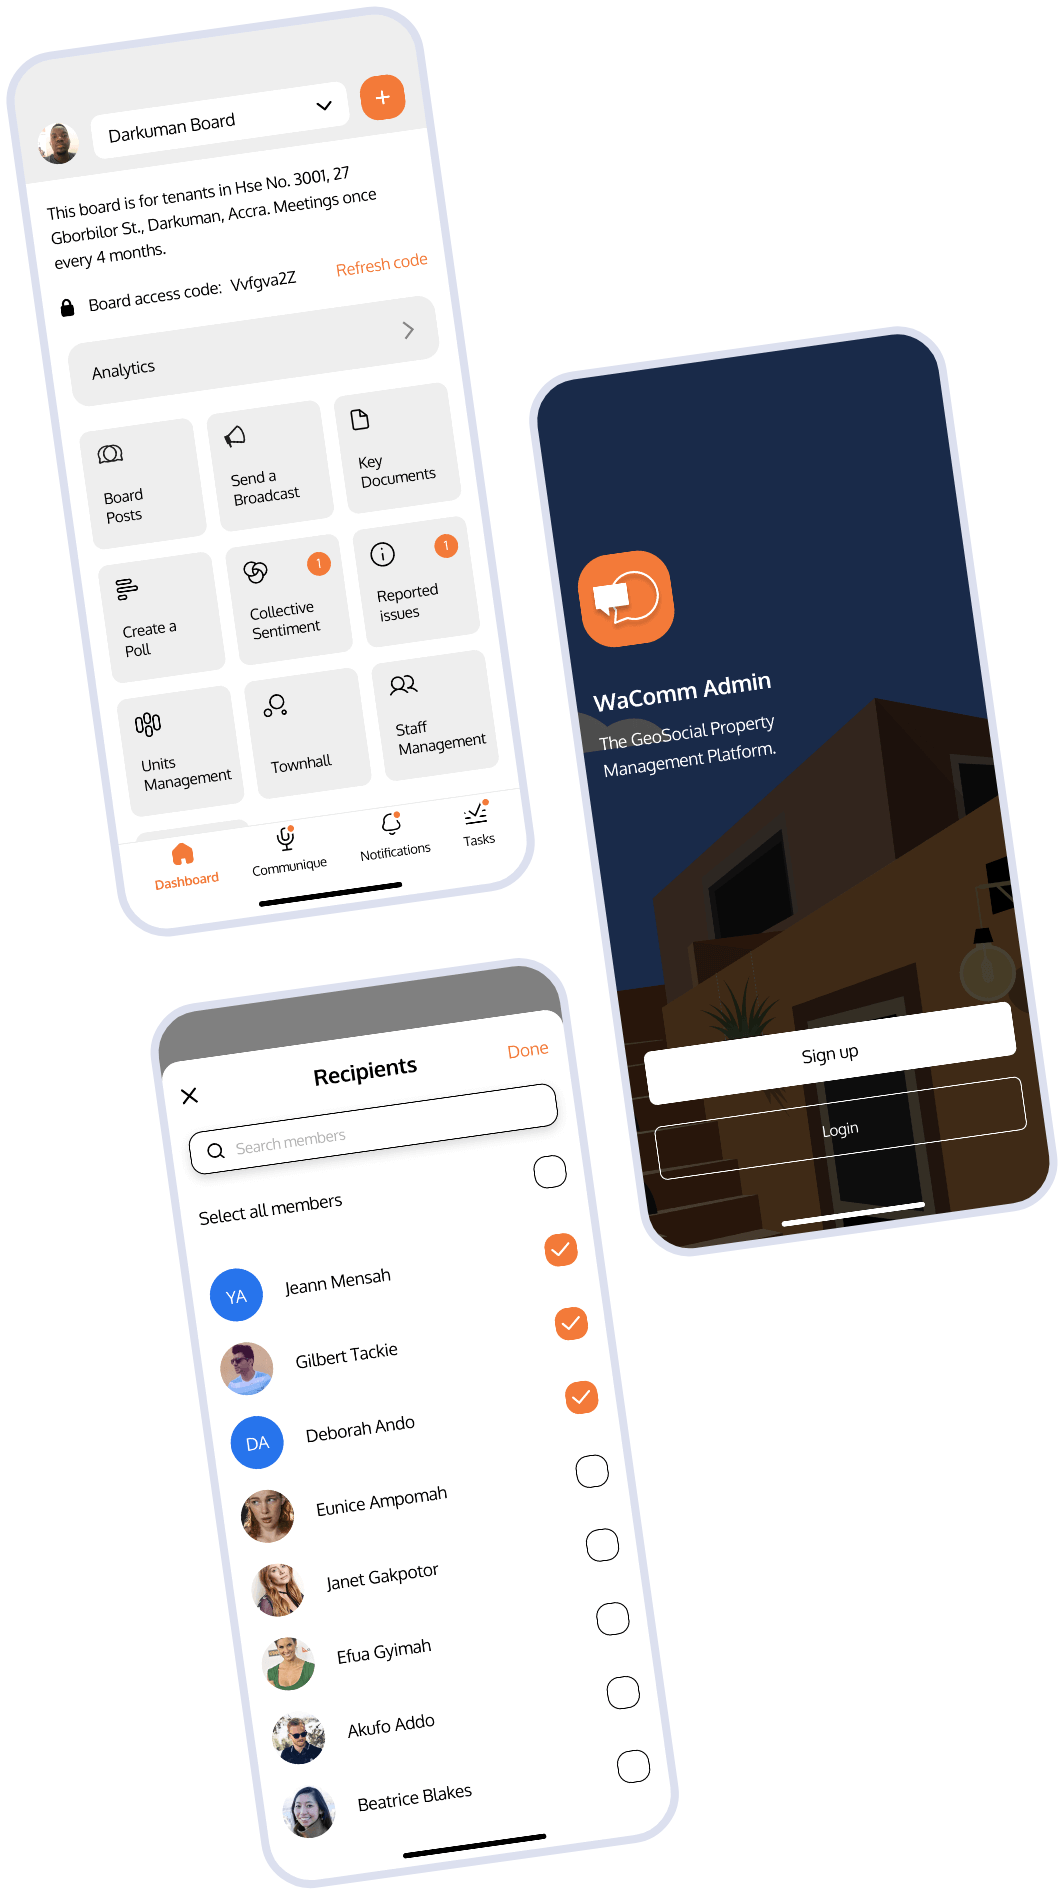 Darkuman Board
+
This board is for tenants in Hse No. 3001, 27
Gborbilor St., Darkuman, Accra. Meetings once
every 4 months.
Board access code: Vvfgva2Z
Refresh code
Analytics
Board
Posts
Send a
Broadcast
Key
Documents
Create a
Poll
1
Collective
Sentiment
1
Reported
issues
Units
Management
Townhall
Staff
Management
Dashboard
Communique
Notifications
Tasks
WaComm Admin
The GeoSocial Property
Management Platform.
Sign up
Login
Recipients
Done
Search members
Select all members
YA
Jeann Mensah
Gilbert Tackie
DA
Deborah Ando
Eunice Ampomah
Janet Gakpotor
Efua Gyimah
Akufo Addo
Beatrice Blakes